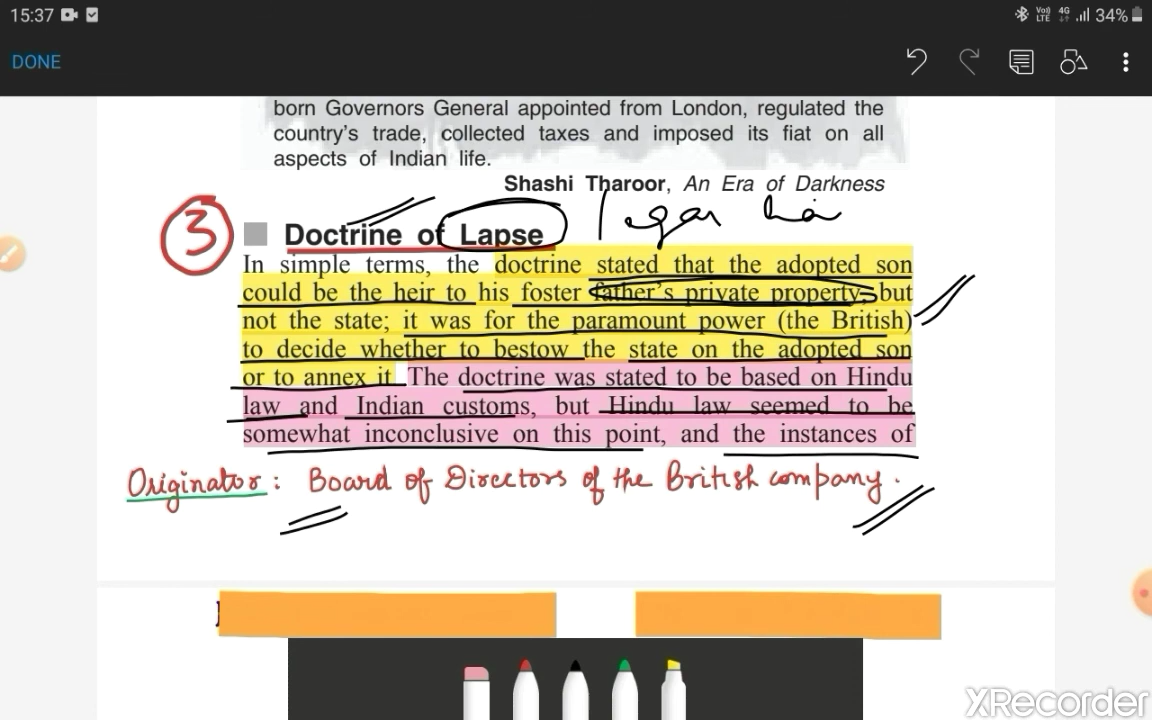 15:37 34%
DONE
born Governors General appointed from London, regulated the
country's trade, collected taxes and imposed its fiat on all
aspects of Indian life.
Shashi Tharoor, An Era of Darkness
3
Doctrine of Lapse
In simple terms, the doctrine stated that the adopted son
could be the heir to his foster father's private property, but
not the state; it was for the paramount power (the British)
to decide whether to bestow the state on the adopted son
or to annex it. The doctrine was stated to be based on Hindu
law and Indian customs, but Hindu law seemed to be
somewhat inconclusive on this point, and the instances of
Originator: Board of Directors of the British company.
XRecorder